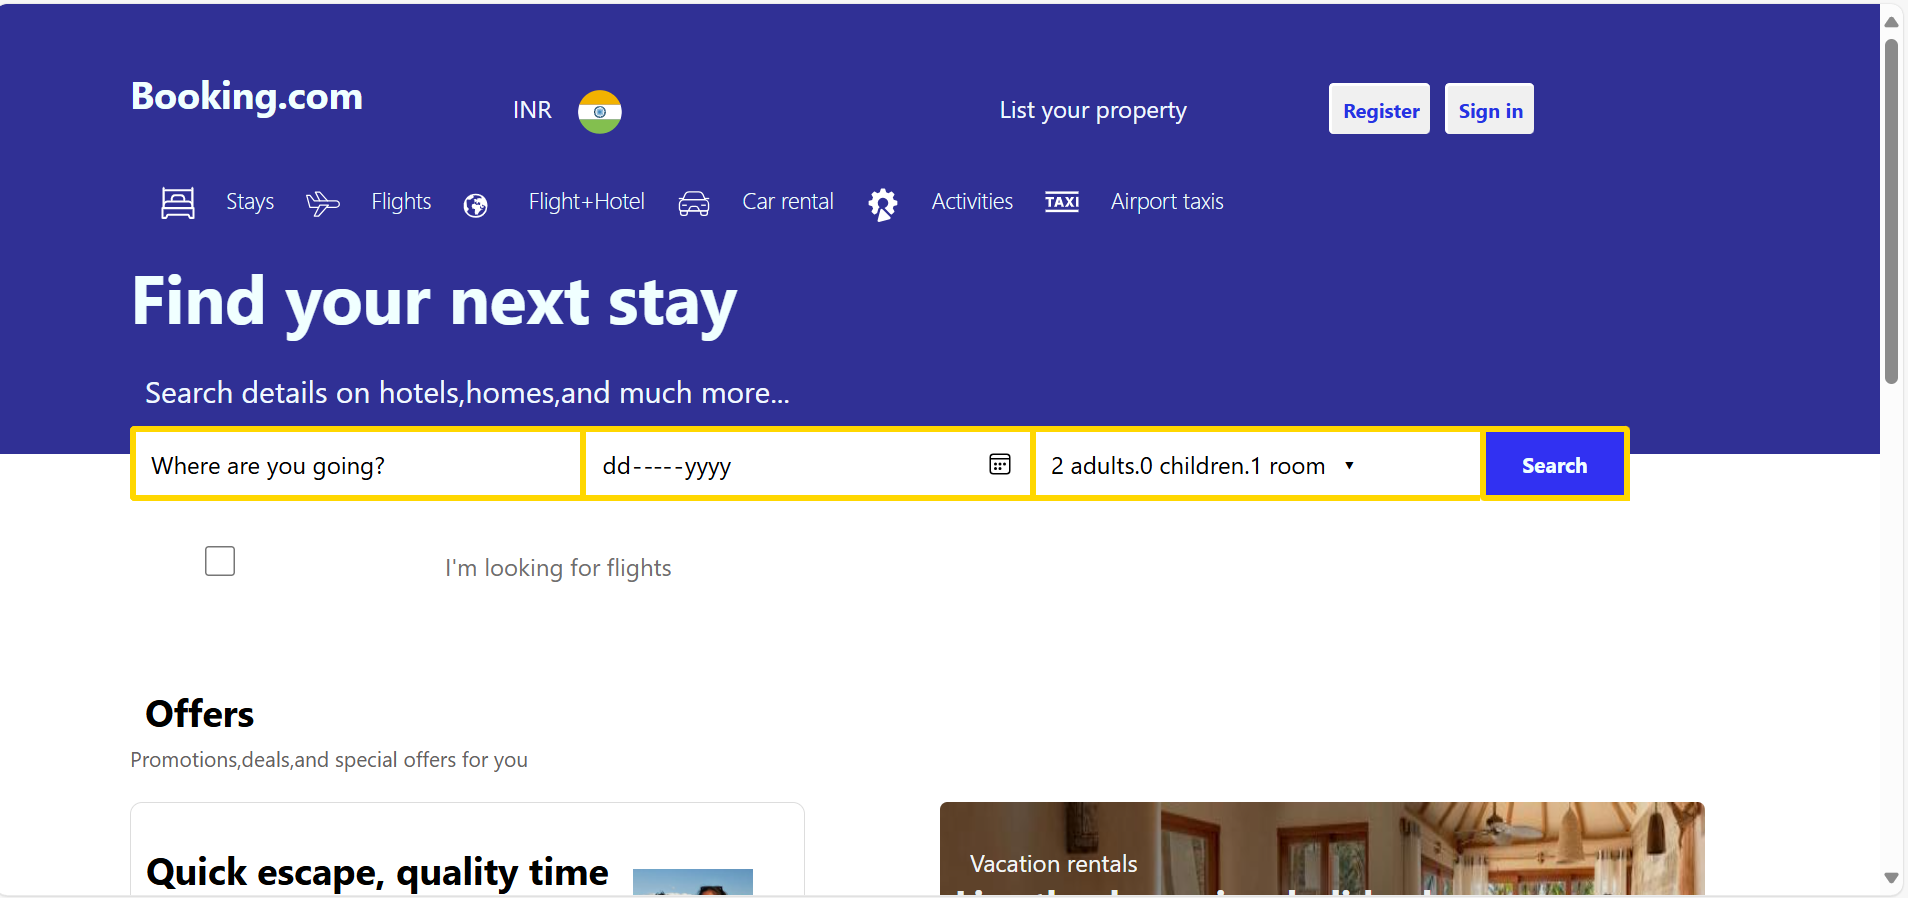 Booking.com
INR
List your property
Register
Sign in
Stays
Flights
Flight+Hotel
Car rental
Activities
TAXI
Airport taxis
Find your next stay
Search details on hotels,homes,and much more...
Where are you going?
dd-----yyyy
2 adults.0 children.1 room
Search
I'm looking for flights
Offers
Promotions,deals,and special offers for you
Quick escape, quality time
Vacation rentals